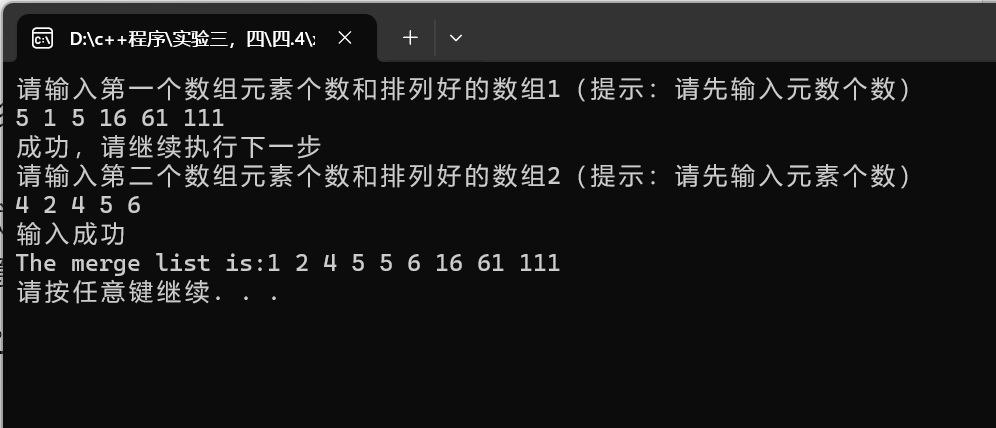 D:\c++程序\实验三，四\四.4\
请输入第一个数组元素个数和排列好的数组1（提示：请先输入元数个数）
5 1 5 16 61 111
成功，请继续执行下一步
请输入第二个数组元素个数和排列好的数组2（提示：请先输入元素个数）
4 2 4 5 6
输入成功
The merge list is:1 2 4 5 5 6 16 61 111
请按任意键继续. . .